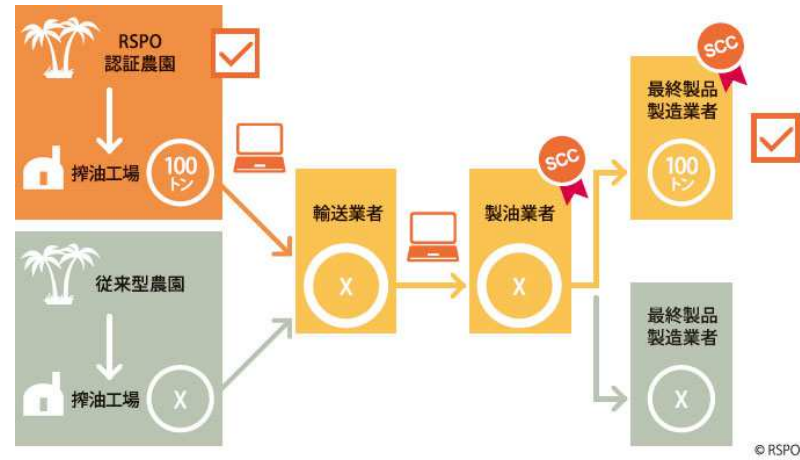 RSPO
認証農園
搾油工場
100
トン
従来型農園
搾油工場
X
輸送業者
X
SCC
製油業者
X
SCC
最終製品
製造業者
100
トン
最終製品
製造業者
X
© RSPO